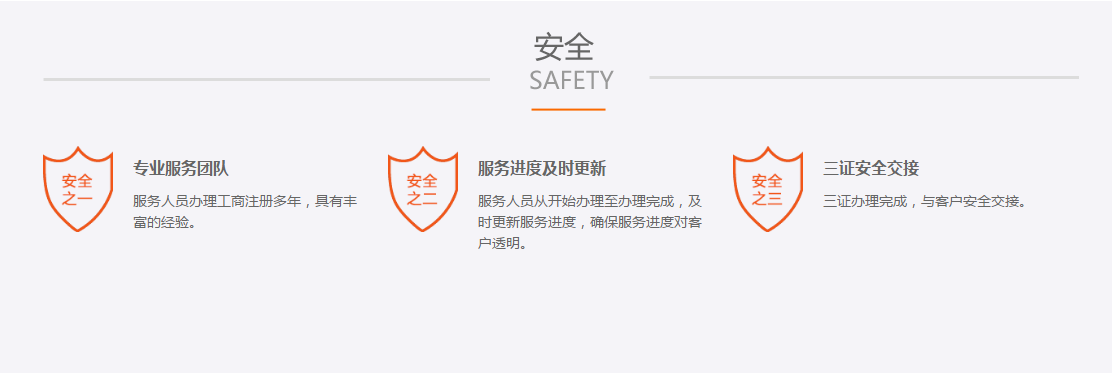 安全
SAFETY
安全
之一
专业服务团队
服务人员办理工商注册多年，具有丰
富的经验。
安全
之二
服务进度及时更新
服务人员从开始办理至办理完成，及
时更新服务进度，确保服务进度对客
户透明。
安全
之三
三证安全交接
三证办理完成，与客户安全交接。